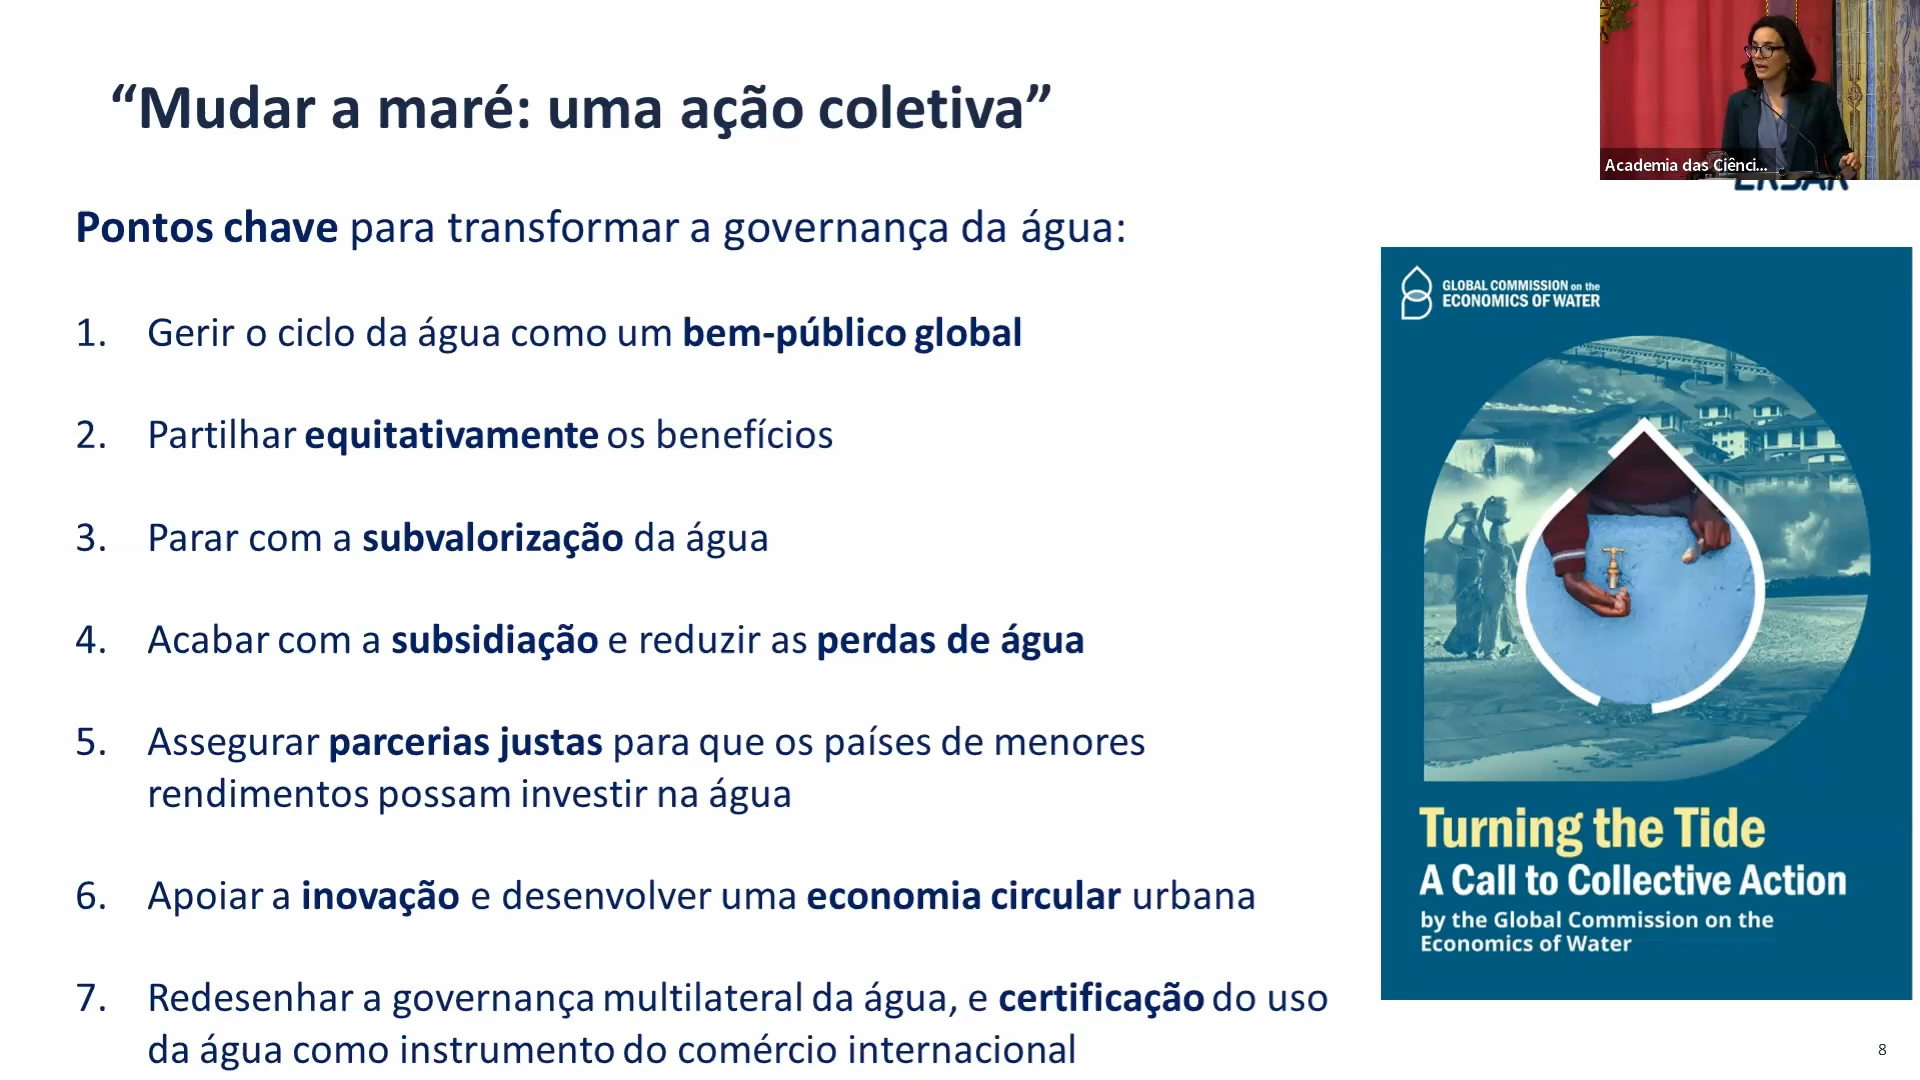 “Mudar a maré: uma ação coletiva”
Academia das Ciênci...
ERSAR
Pontos chave para transformar a governança da água:
1. Gerir o ciclo da água como um bem-público global
2. Partilhar equitativamente os benefícios
3. Parar com a subvalorização da água
4. Acabar com a subsidiação e reduzir as perdas de água
5. Assegurar parcerias justas para que os países de menores
rendimentos possam investir na água
6. Apoiar a inovação e desenvolver uma economia circular urbana
7. Redesenhar a governança multilateral da água, e certificação do uso
da água como instrumento do comércio internacional
GLOBAL COMMISSION on the
ECONOMICS OF WATER
Turning the Tide
A Call to Collective Action
by the Global Commission on the
Economics of Water
8